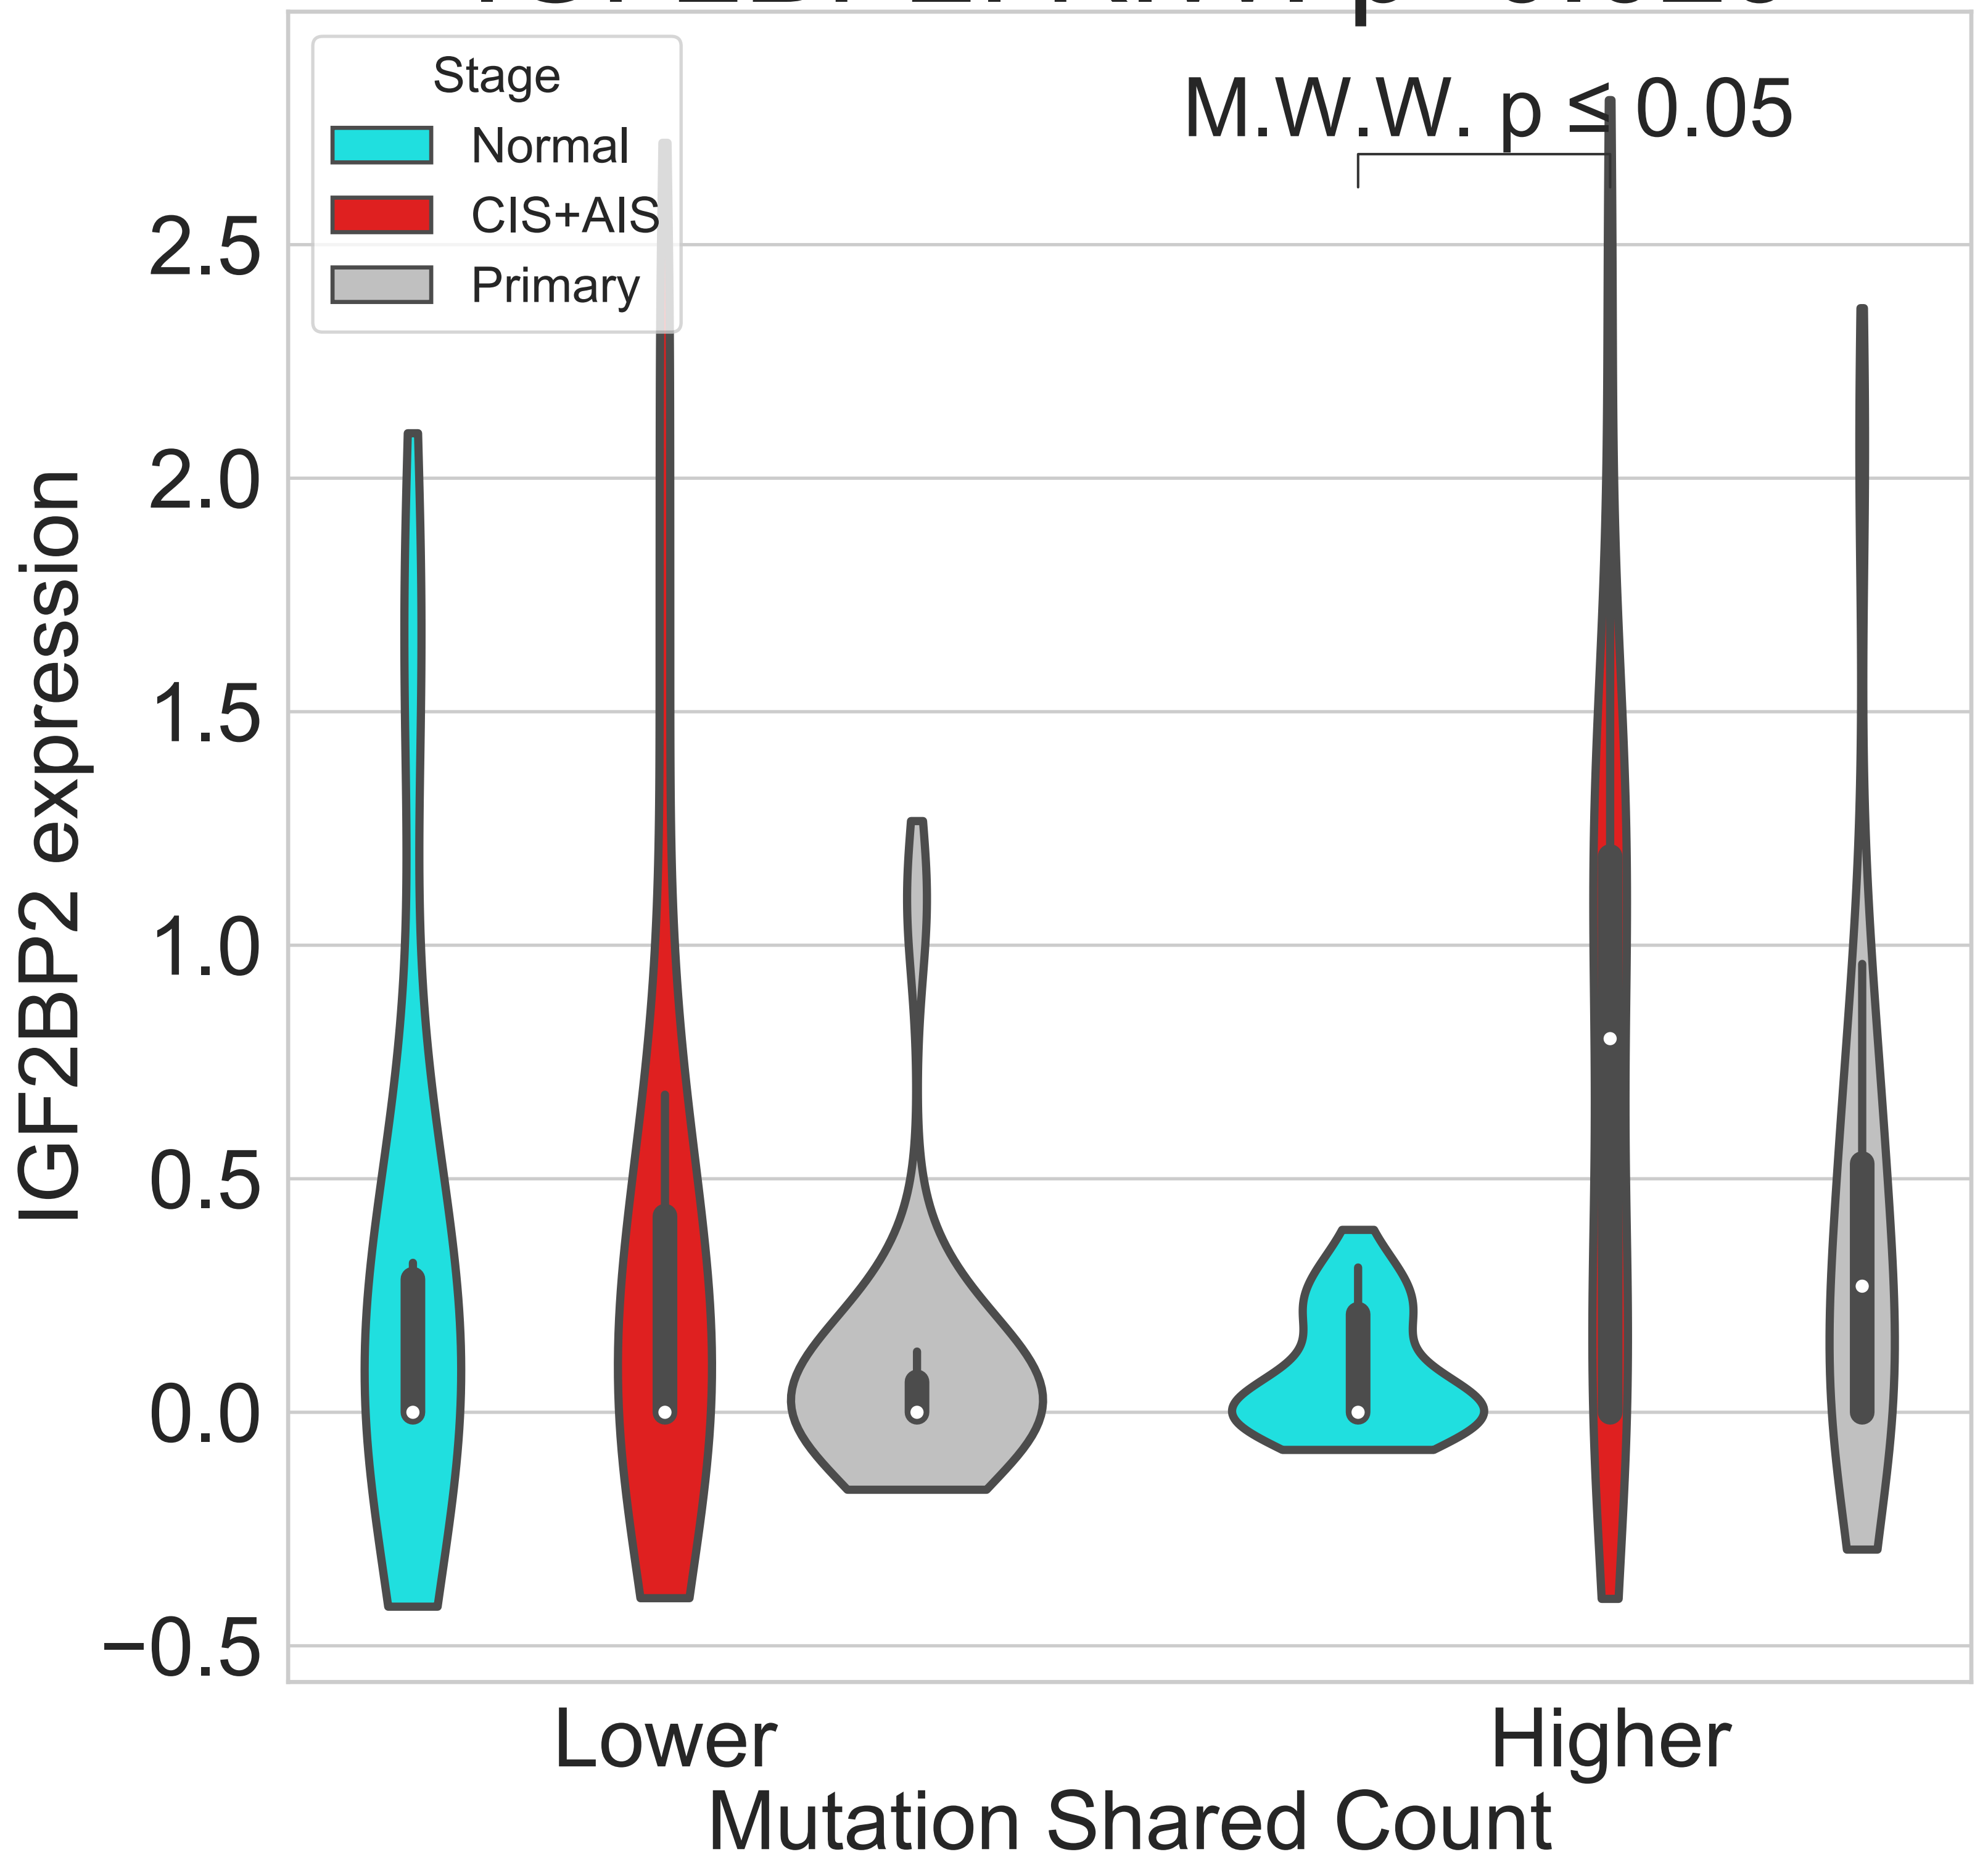 M.W.W. p ≤ 0.05
Stage
Normal
CIS+AIS
Primary
2.5
2.0
1.5
1.0
0.5
0.0
−0.5
IGF2BP2 expression
Lower
Higher
Mutation Shared Count